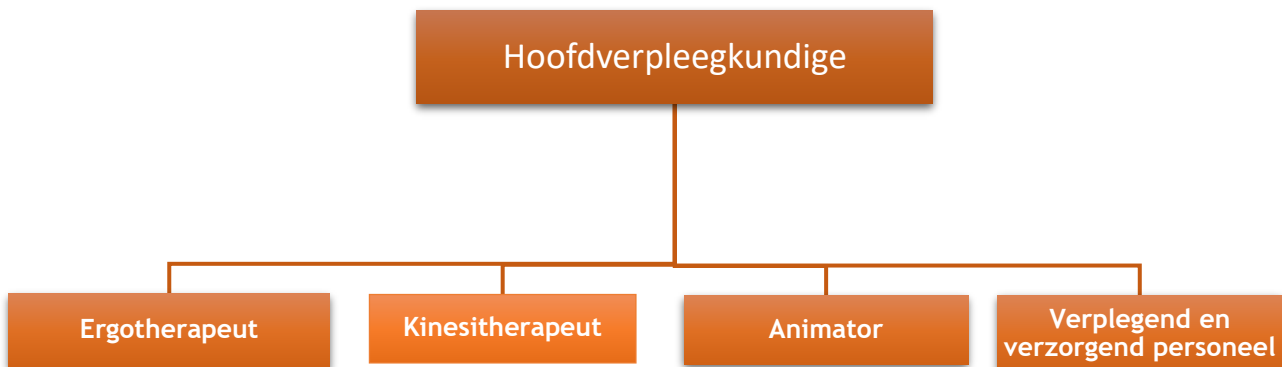 Hoofdverpleegkundige
Ergotherapeut
Kinesitherapeut
Animator
Verplegend en
verzorgend personeel